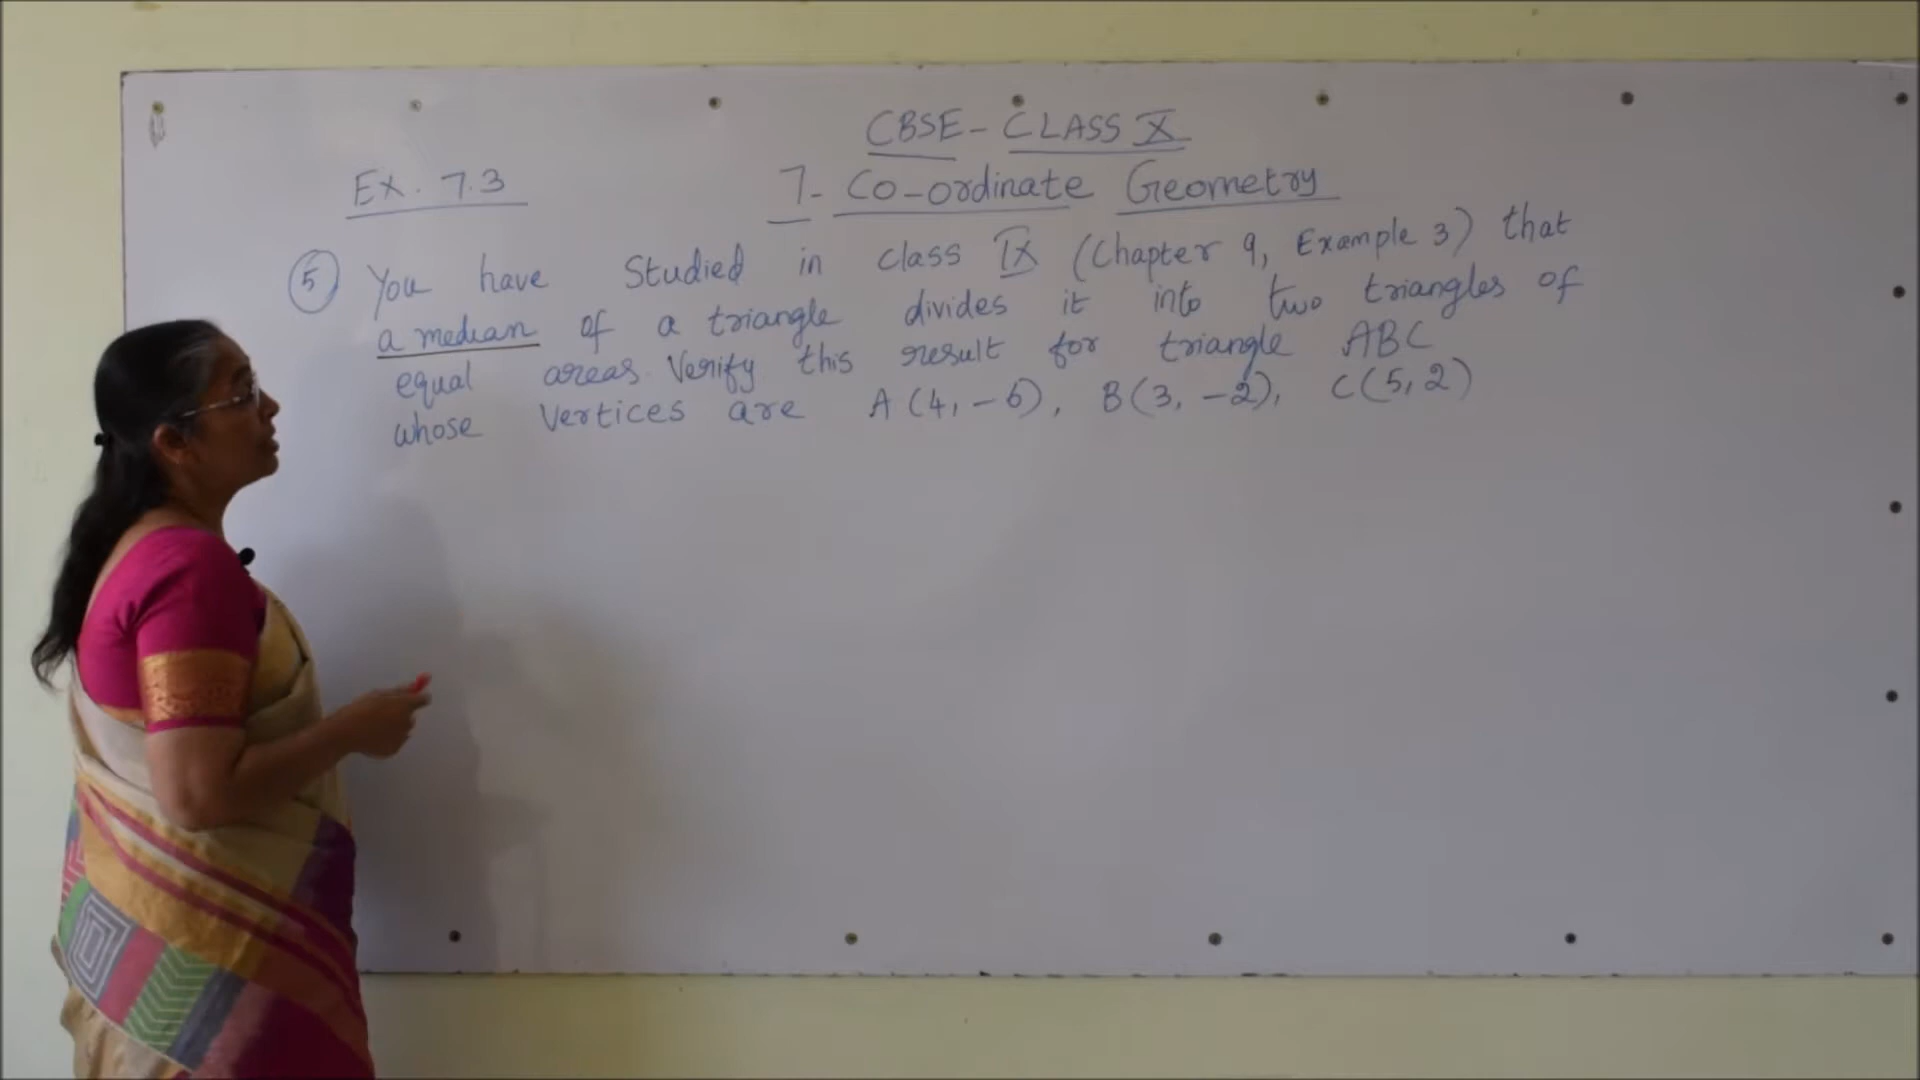 CBSE - CLASS X
EX. 7.3
7- Co-ordinate Geometry
5 You have Studied in class IX (Chapter 9, Example 3) that
a median of a triangle divides it into two triangles of
equal areas. Verify this result for triangle ABC
whose vertices are A (4, -6), B(3, -2), C(5, 2)